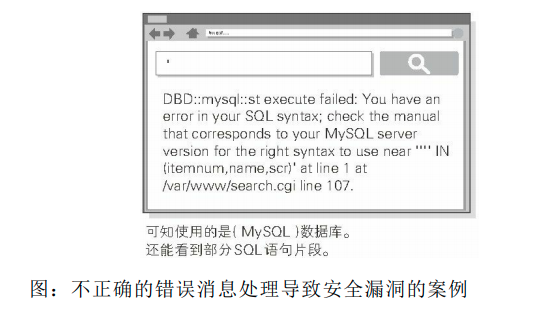 '
DBD::mysql::st execute failed: You have an
error in your SQL syntax; check the manual
that corresponds to your MySQL server
version for the right syntax to use near '''' IN
(itemnum,name,scr)' at line 1 at
/var/www/search.cgi line 107.
可知使用的是( MySQL )数据库。
还能看到部分SQL语句片段。
图：不正确的错误消息处理导致安全漏洞的案例